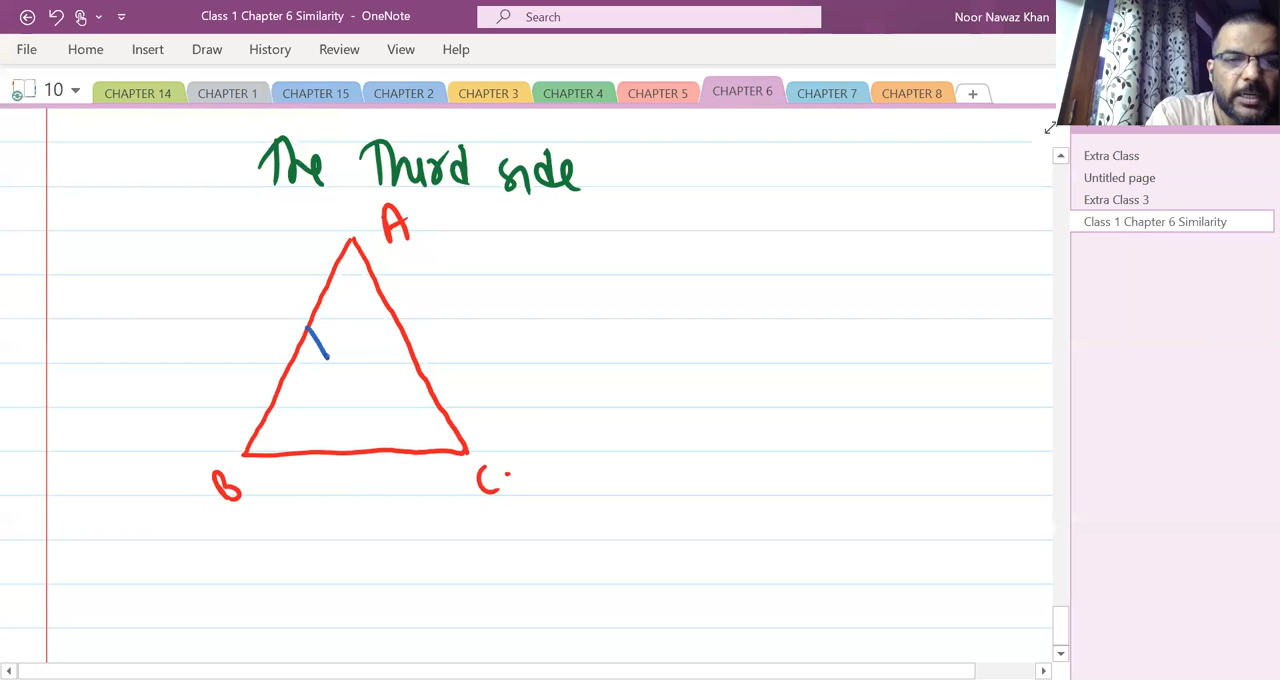 Class 1 Chapter 6 Similarity - OneNote
Search
Noor Nawaz Khan
File Home Insert Draw History Review View Help
10
CHAPTER 14 CHAPTER 1 CHAPTER 15 CHAPTER 2 CHAPTER 3 CHAPTER 4 CHAPTER 5 CHAPTER 6 CHAPTER 7 CHAPTER 8 +
The Third side
A
B
C
Extra Class
Untitled page
Extra Class 3
Class 1 Chapter 6 Similarity